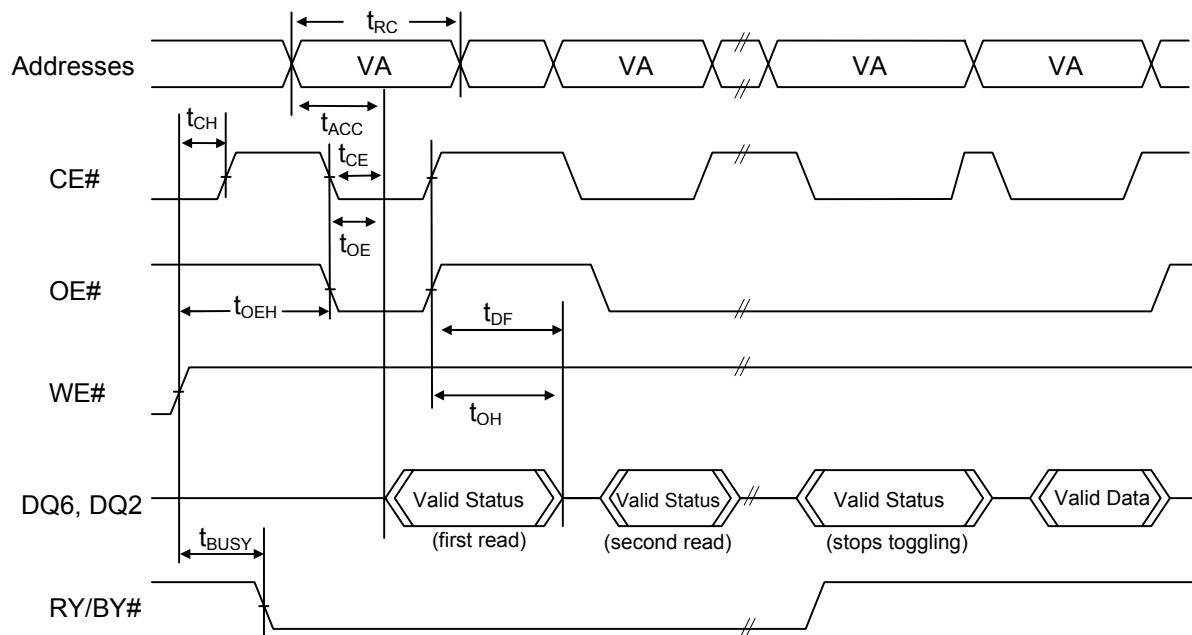 tRC
Addresses VA VA VA VA
tCH
tACC
tCE
CE#
tOE
OE#
tOEH
tDF
WE#
tOH
DQ6, DQ2 Valid Status Valid Status Valid Status Valid Data
(first read) (second read) (stops toggling)
tBUSY
RY/BY#